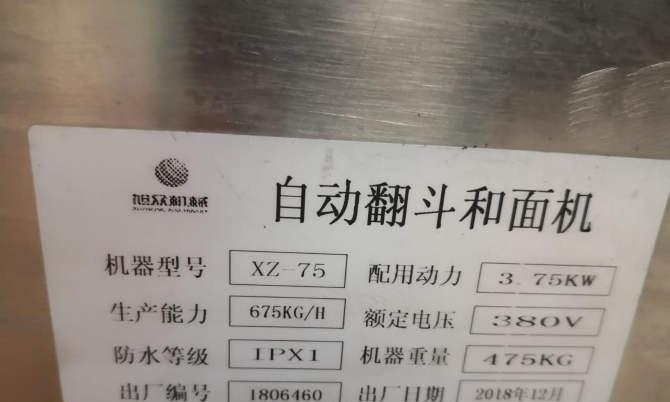 自动翻斗和面机
机器型号 XZ-75 配用动力 3.75KW
生产能力 675KG/H 额定电压 380V
防水等级 IPX1 机器重量 475KG
出厂编号 1806460 出厂日期 2018年12月